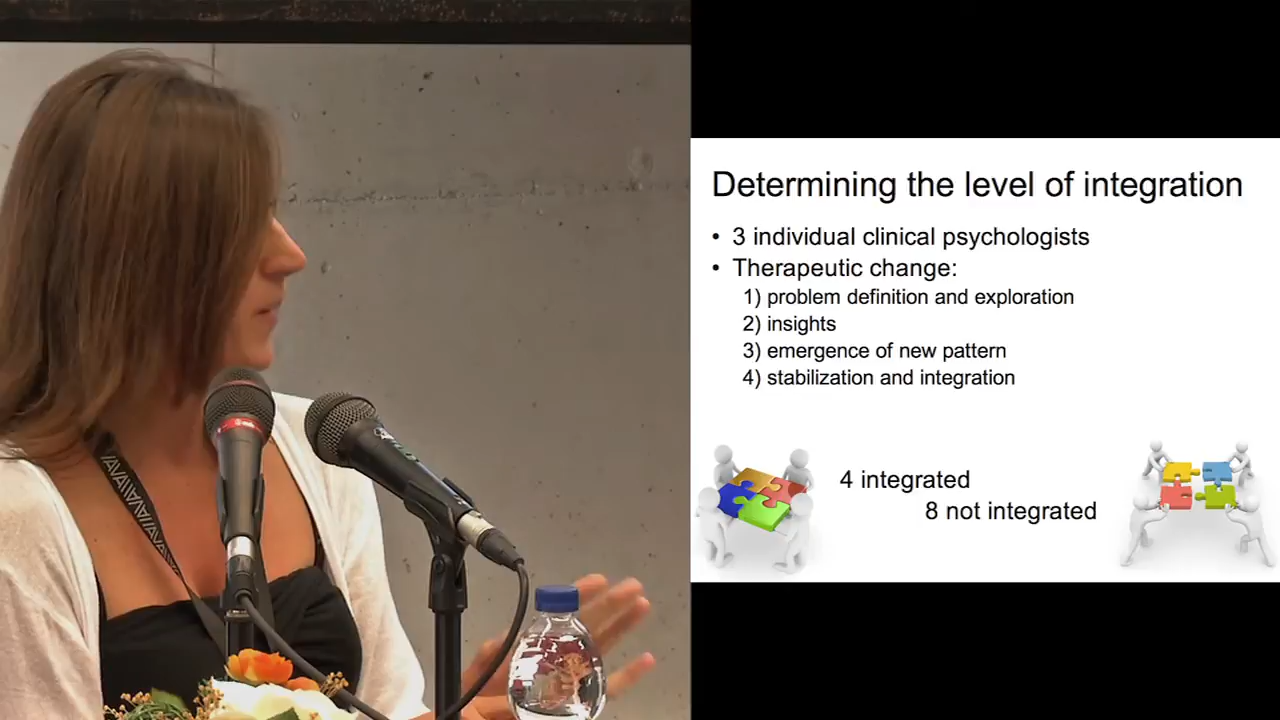 Determining the level of integration
• 3 individual clinical psychologists
• Therapeutic change:
1) problem definition and exploration
2) insights
3) emergence of new pattern
4) stabilization and integration
4 integrated
8 not integrated